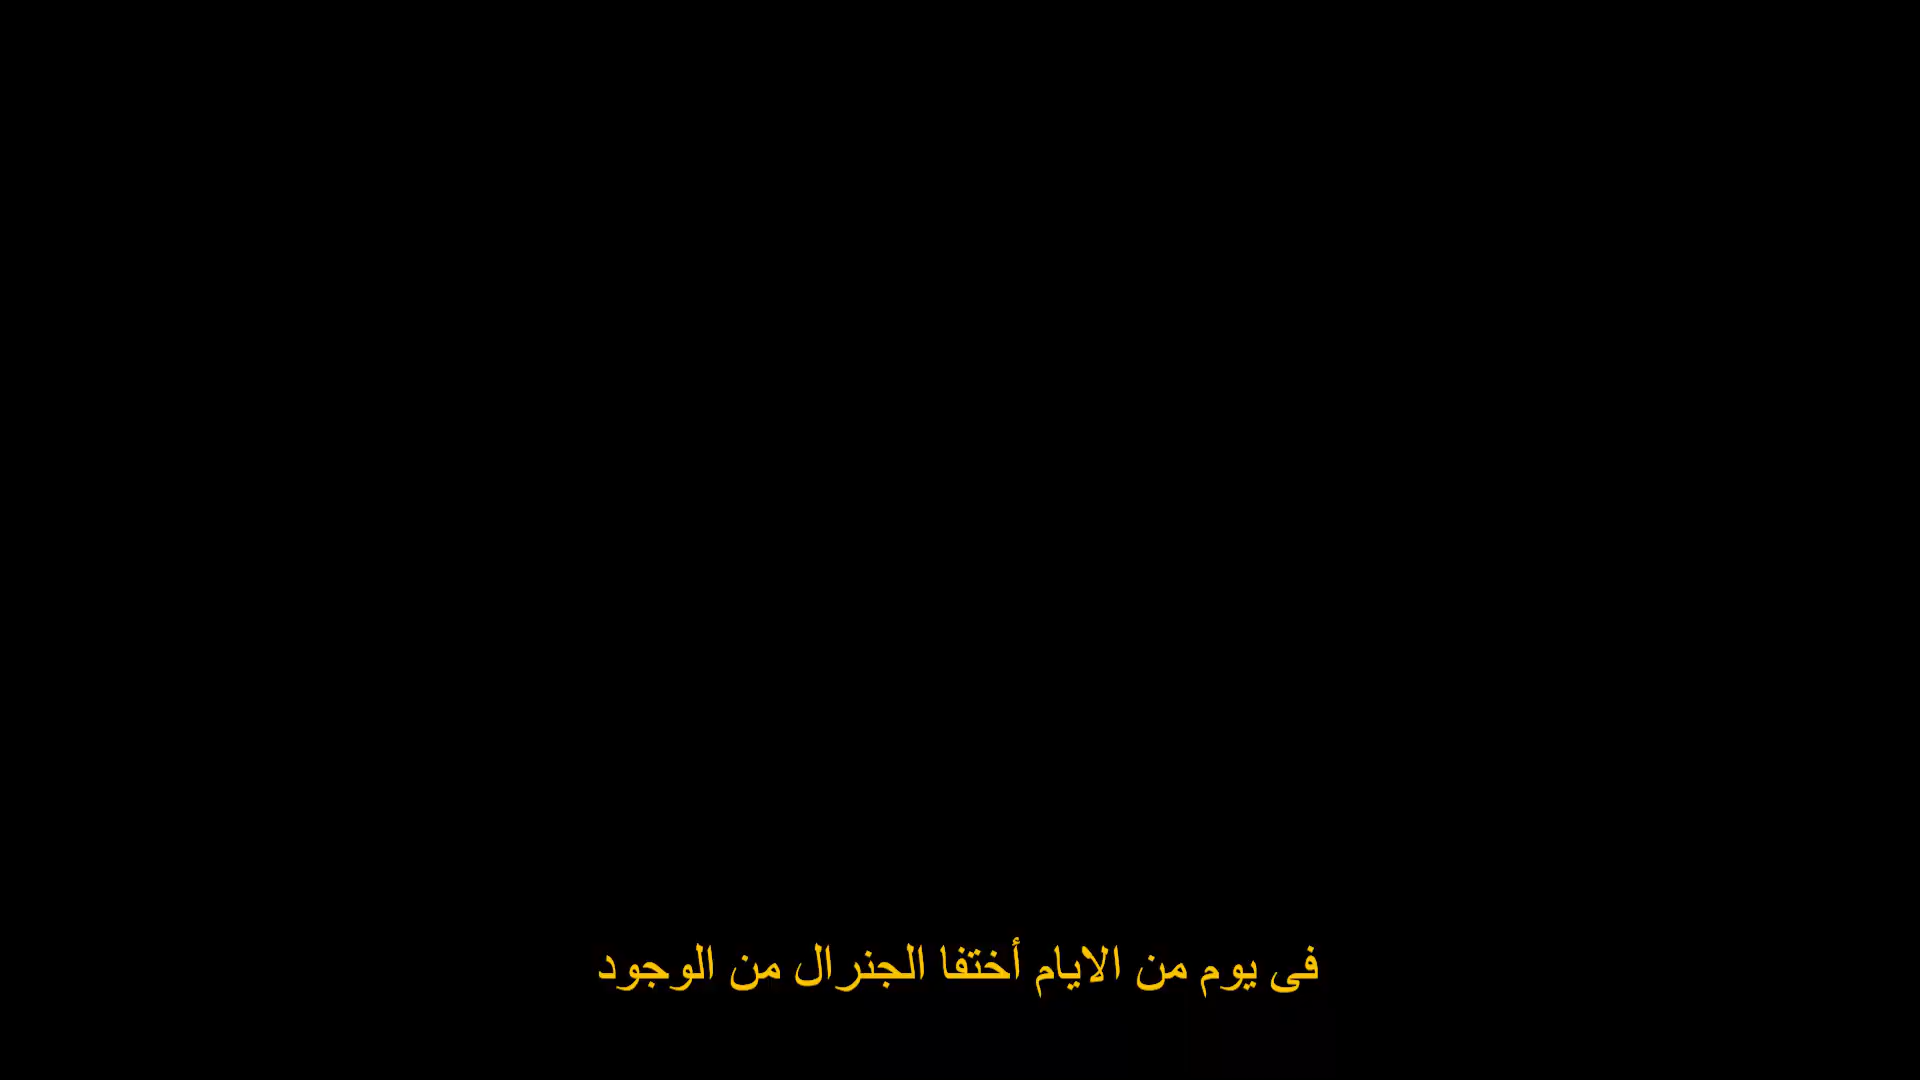 فى يوم من الايام أختفا الجنرال من الوجود